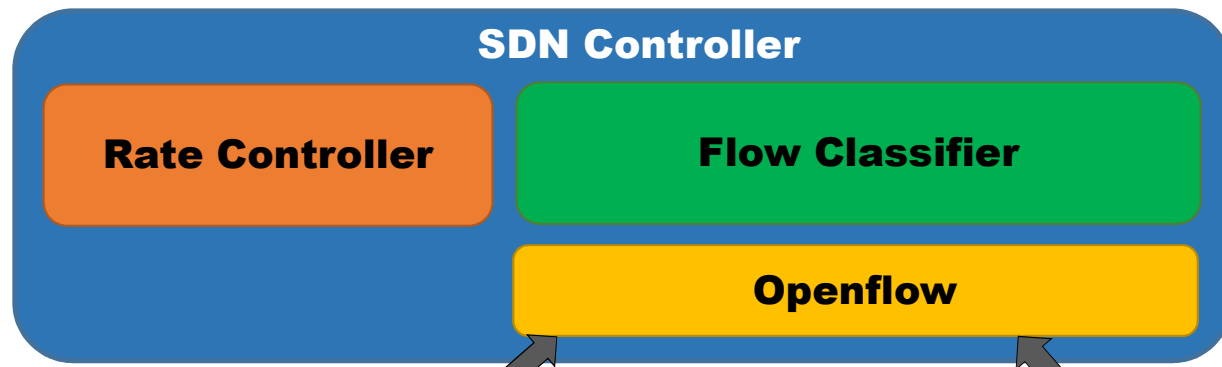 SDN Controller
Rate Controller
Flow Classifier
Openflow